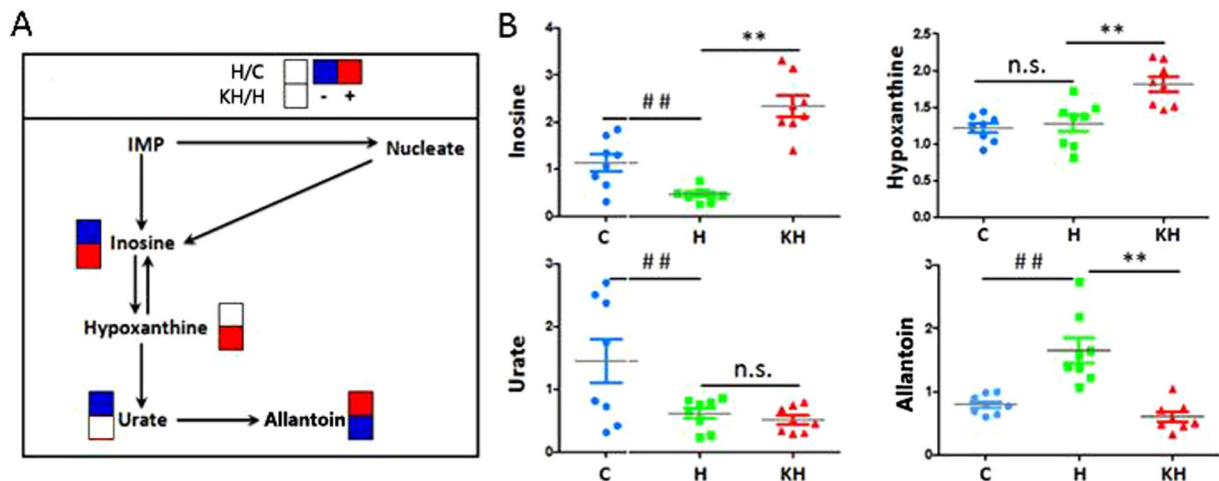 A
H/C
KH/H - +
IMP
Nucleate
Inosine
Hypoxanthine
Urate
Allantoin
B
Inosine
4
3
2
1
0
##
**
C H KH
Hypoxanthine
2.5
2.0
1.5
1.0
0.5
0.0
n.s.
**
C H KH
Urate
3
2
1
0
##
n.s.
C H KH
Allantoin
3
2
1
0
##
**
C H KH